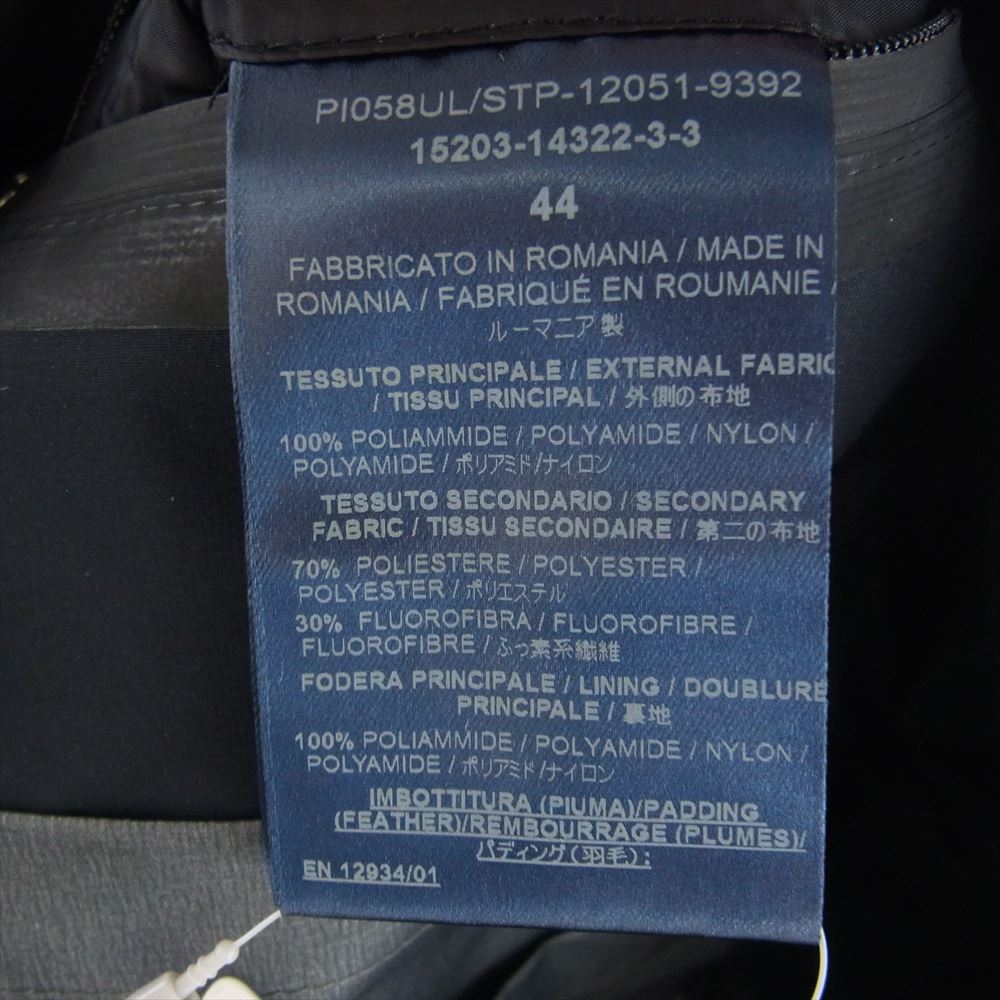 PI058UL/STP-12051-9392
15203-14322-3-3
44
FABBRICATO IN ROMANIA / MADE IN
ROMANIA / FABRIQUÉ EN ROUMANIE /
ルーマニア製
TESSUTO PRINCIPALE / EXTERNAL FABRIC
/ TISSU PRINCIPAL / 外側の布地
100% POLIAMMIDE / POLYAMIDE / NYLON /
POLYAMIDE / ポリアミド/ナイロン
TESSUTO SECONDARIO / SECONDARY
FABRIC / TISSU SECONDAIRE / 第二の布地
70% POLIESTERE / POLYESTER /
POLYESTER / ポリエステル
30% FLUOROFIBRA / FLUOROFIBRE /
FLUOROFIBRE / ふっ素系繊維
FODERA PRINCIPALE / LINING / DOUBLURE
PRINCIPALE / 裏地
100% POLIAMMIDE / POLYAMIDE / NYLON /
POLYAMIDE / ポリアミド/ナイロン
IMBOTTITURA (PIUMA)/PADDING
(FEATHER)/REMBOURRAGE (PLUMES)/
パディング(羽毛):
EN 12934/01